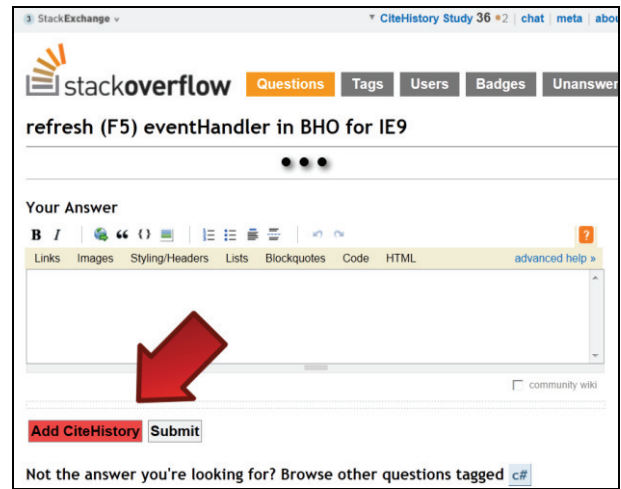 3 StackExchange
CiteHistory Study 36 2 | chat | meta | abou
stackoverflow Questions Tags Users Badges Unanswer
refresh (F5) eventHandler in BHO for IE9
Your Answer
B I
?
Links Images Styling/Headers Lists Blockquotes Code HTML advanced help »
community wiki
Add CiteHistory Submit
Not the answer you're looking for? Browse other questions tagged c#